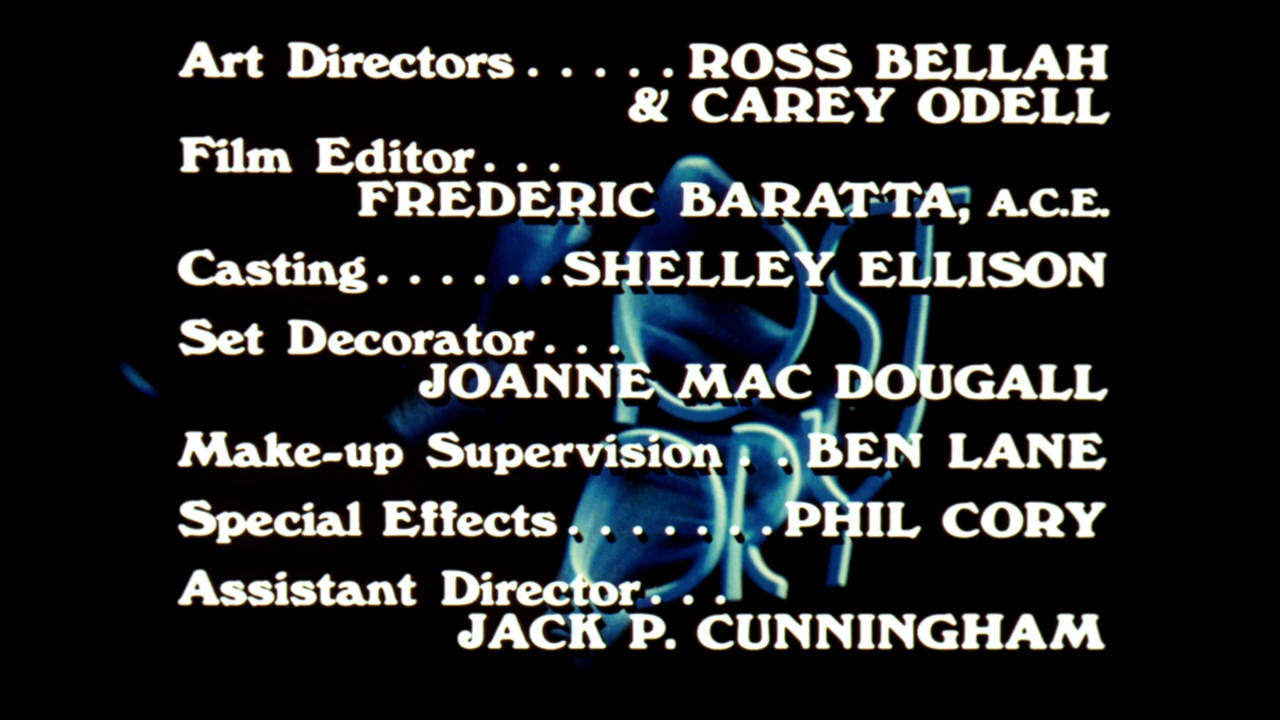 Art Directors . . . . . ROSS BELLAH
& CAREY ODELL
Film Editor . . .
FREDERIC BARATTA, A.C.E.
Casting . . . . . . SHELLEY ELLISON
Set Decorator . . .
JOANNE MAC DOUGALL
Make-up Supervision . . BEN LANE
Special Effects . . . . . . . PHIL CORY
Assistant Director . . .
JACK P. CUNNINGHAM